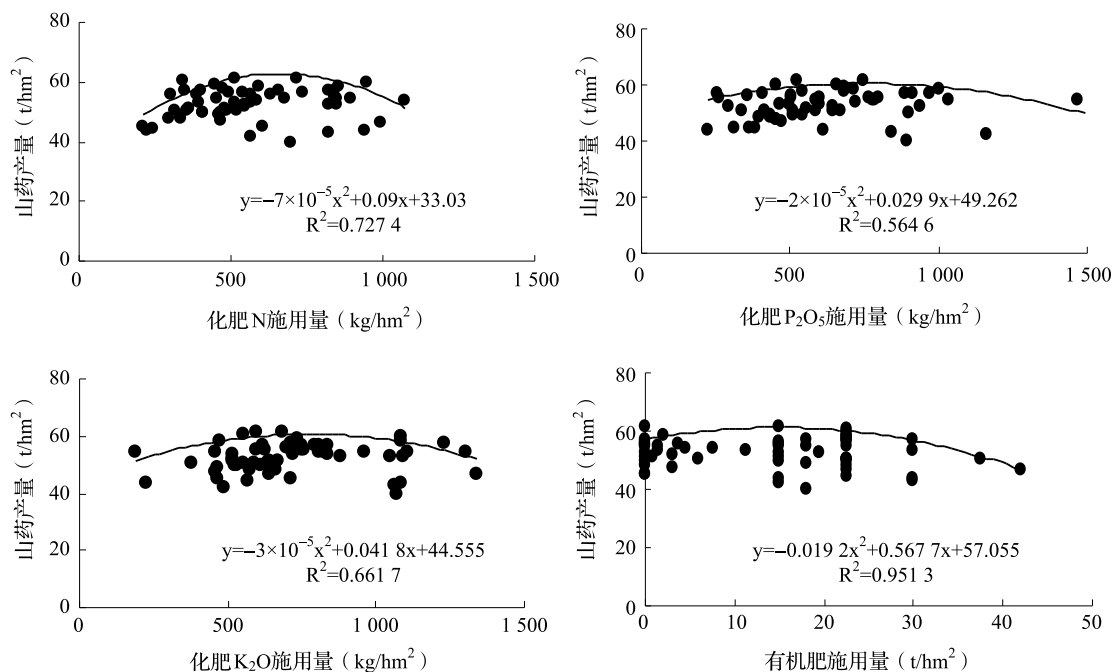 80
60
40
20
0
山药产量（t/hm²）
y=−7×10⁻⁵x²+0.09x+33.03
R²=0.727 4
0 500 1 000 1 500
化肥N施用量（kg/hm²）
80
60
40
20
0
山药产量（t/hm²）
y=−2×10⁻⁵x²+0.029 9x+49.262
R²=0.564 6
0 500 1 000 1 500
化肥P₂O₅施用量（kg/hm²）
80
60
40
20
0
山药产量（t/hm²）
y=−3×10⁻⁵x²+0.041 8x+44.555
R²=0.661 7
0 500 1 000 1 500
化肥K₂O施用量（kg/hm²）
80
60
40
20
0
山药产量（t/hm²）
y=−0.019 2x²+0.567 7x+57.055
R²=0.951 3
0 10 20 30 40 50
有机肥施用量（t/hm²）